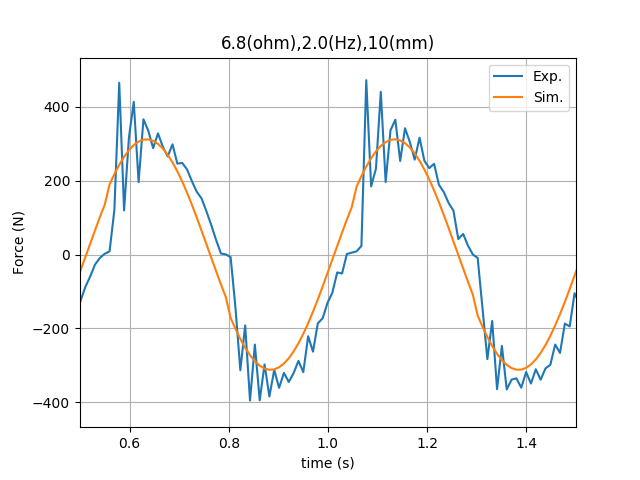 6.8(ohm),2.0(Hz),10(mm)
Exp.
Sim.
400
200
0
−200
−400
Force (N)
0.6 0.8 1.0 1.2 1.4
time (s)